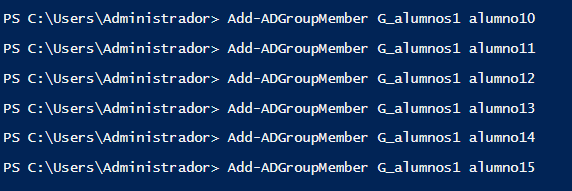 PS C:\Users\Administrador> Add-ADGroupMember G_alumnos1 alumno10
PS C:\Users\Administrador> Add-ADGroupMember G_alumnos1 alumno11
PS C:\Users\Administrador> Add-ADGroupMember G_alumnos1 alumno12
PS C:\Users\Administrador> Add-ADGroupMember G_alumnos1 alumno13
PS C:\Users\Administrador> Add-ADGroupMember G_alumnos1 alumno14
PS C:\Users\Administrador> Add-ADGroupMember G_alumnos1 alumno15